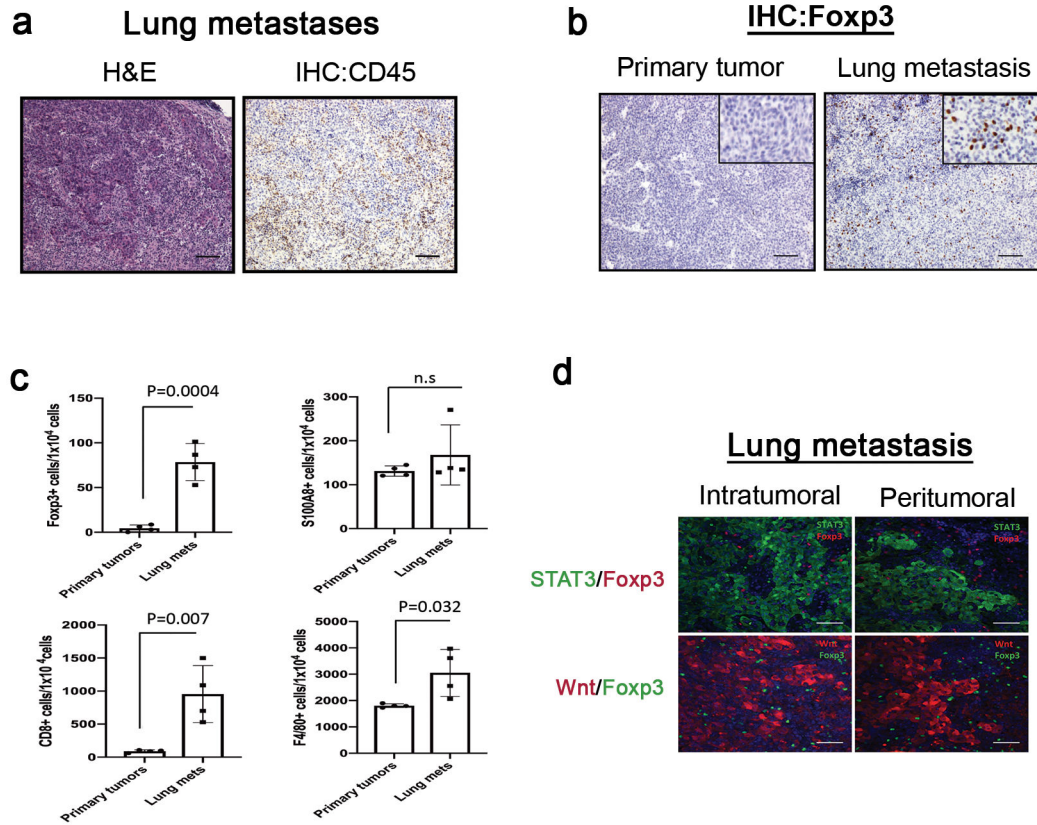 a
Lung metastases
H&E
IHC:CD45
b
IHC:Foxp3
Primary tumor
Lung metastasis
c
P=0.0004
Foxp3+ cells/1x10⁴ cells
150
100
50
0
Primary tumors
Lung mets
n.s
S100A8+ cells/1x10⁴ cells
300
200
100
0
Primary tumors
Lung mets
P=0.007
CD8+ cells/1x10⁴ cells
2000
1500
1000
500
0
Primary tumors
Lung mets
P=0.032
F4/80+ cells/1x10⁴ cells
5000
4000
3000
2000
1000
0
Primary tumors
Lung mets
d
Lung metastasis
Intratumoral
Peritumoral
STAT3/Foxp3
STAT3
Foxp3
STAT3
Foxp3
Wnt/Foxp3
Wnt
Foxp3
Wnt
Foxp3